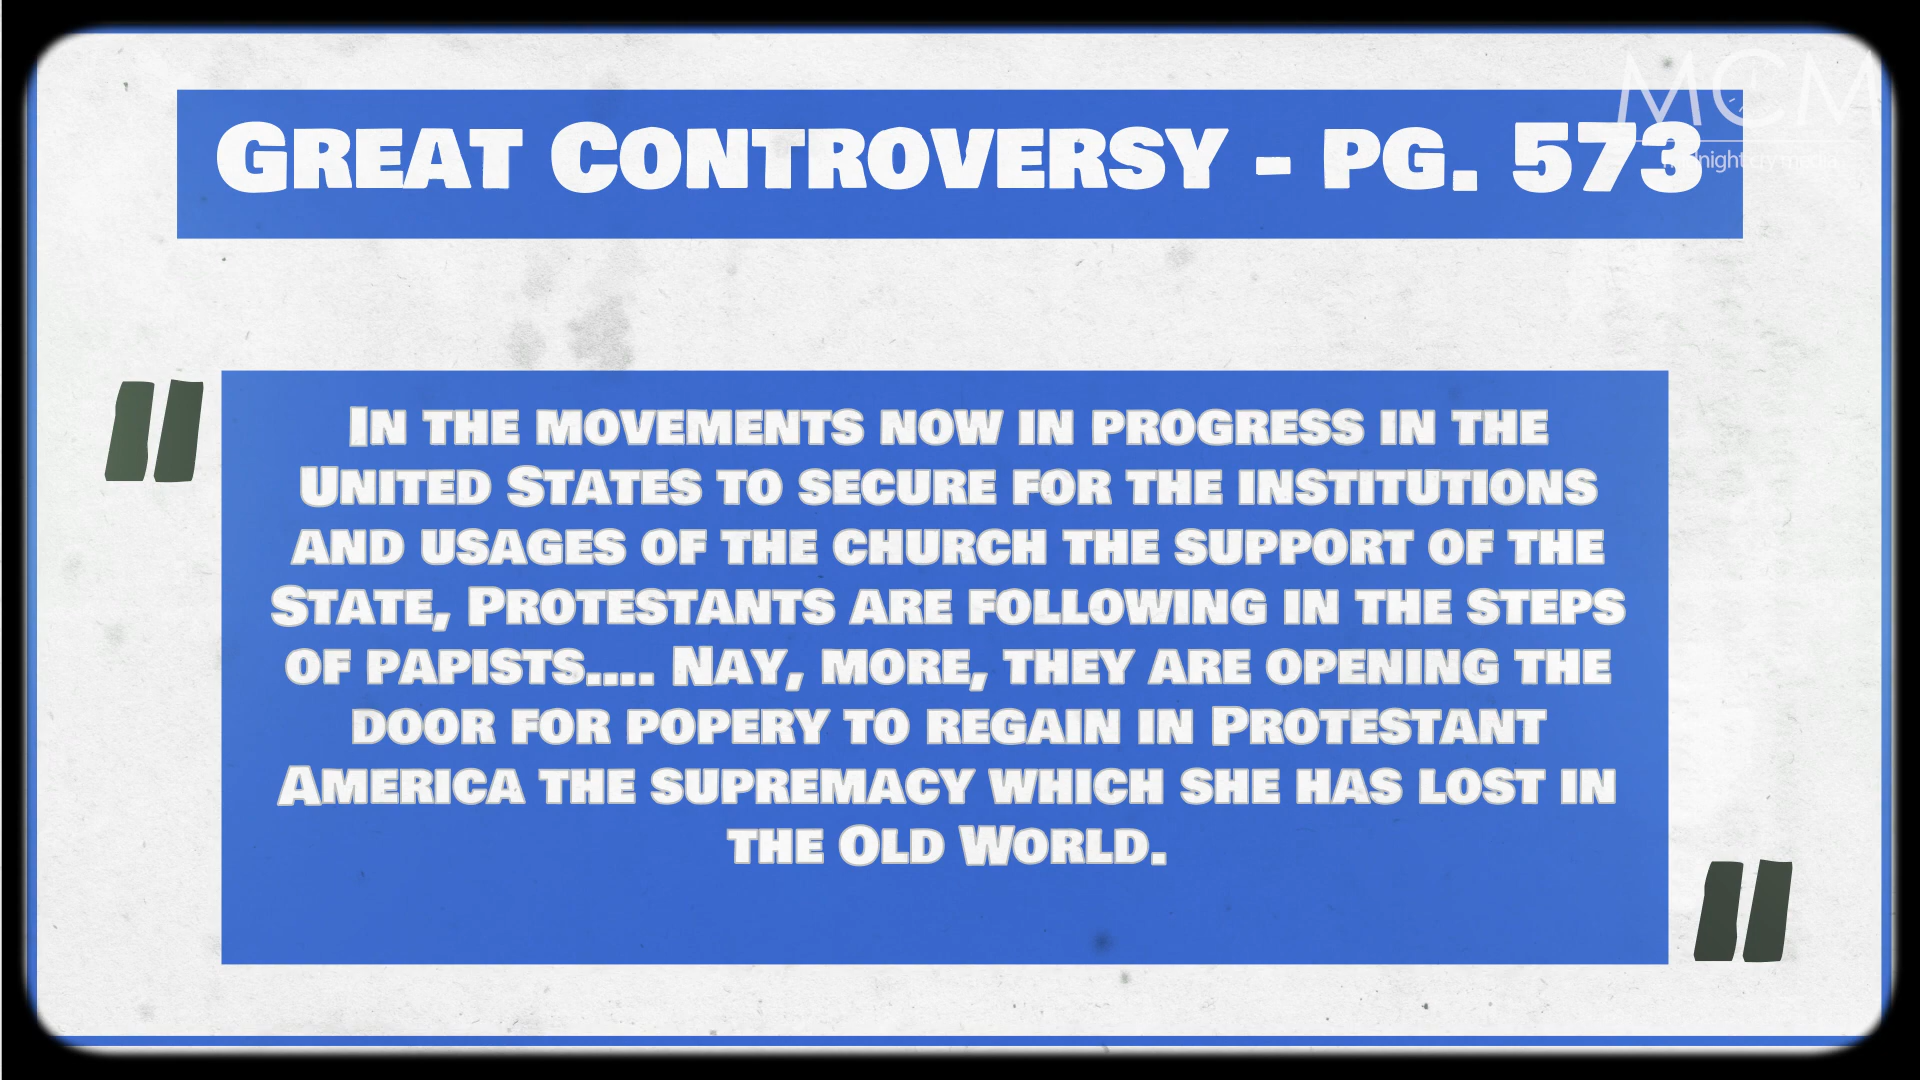 MCM
Great Controversy - pg. 573
midnight cry media
"
In the movements now in progress in the
United States to secure for the institutions
and usages of the church the support of the
State, Protestants are following in the steps
of papists.... Nay, more, they are opening the
door for popery to regain in Protestant
America the supremacy which she has lost in
the Old World.
"